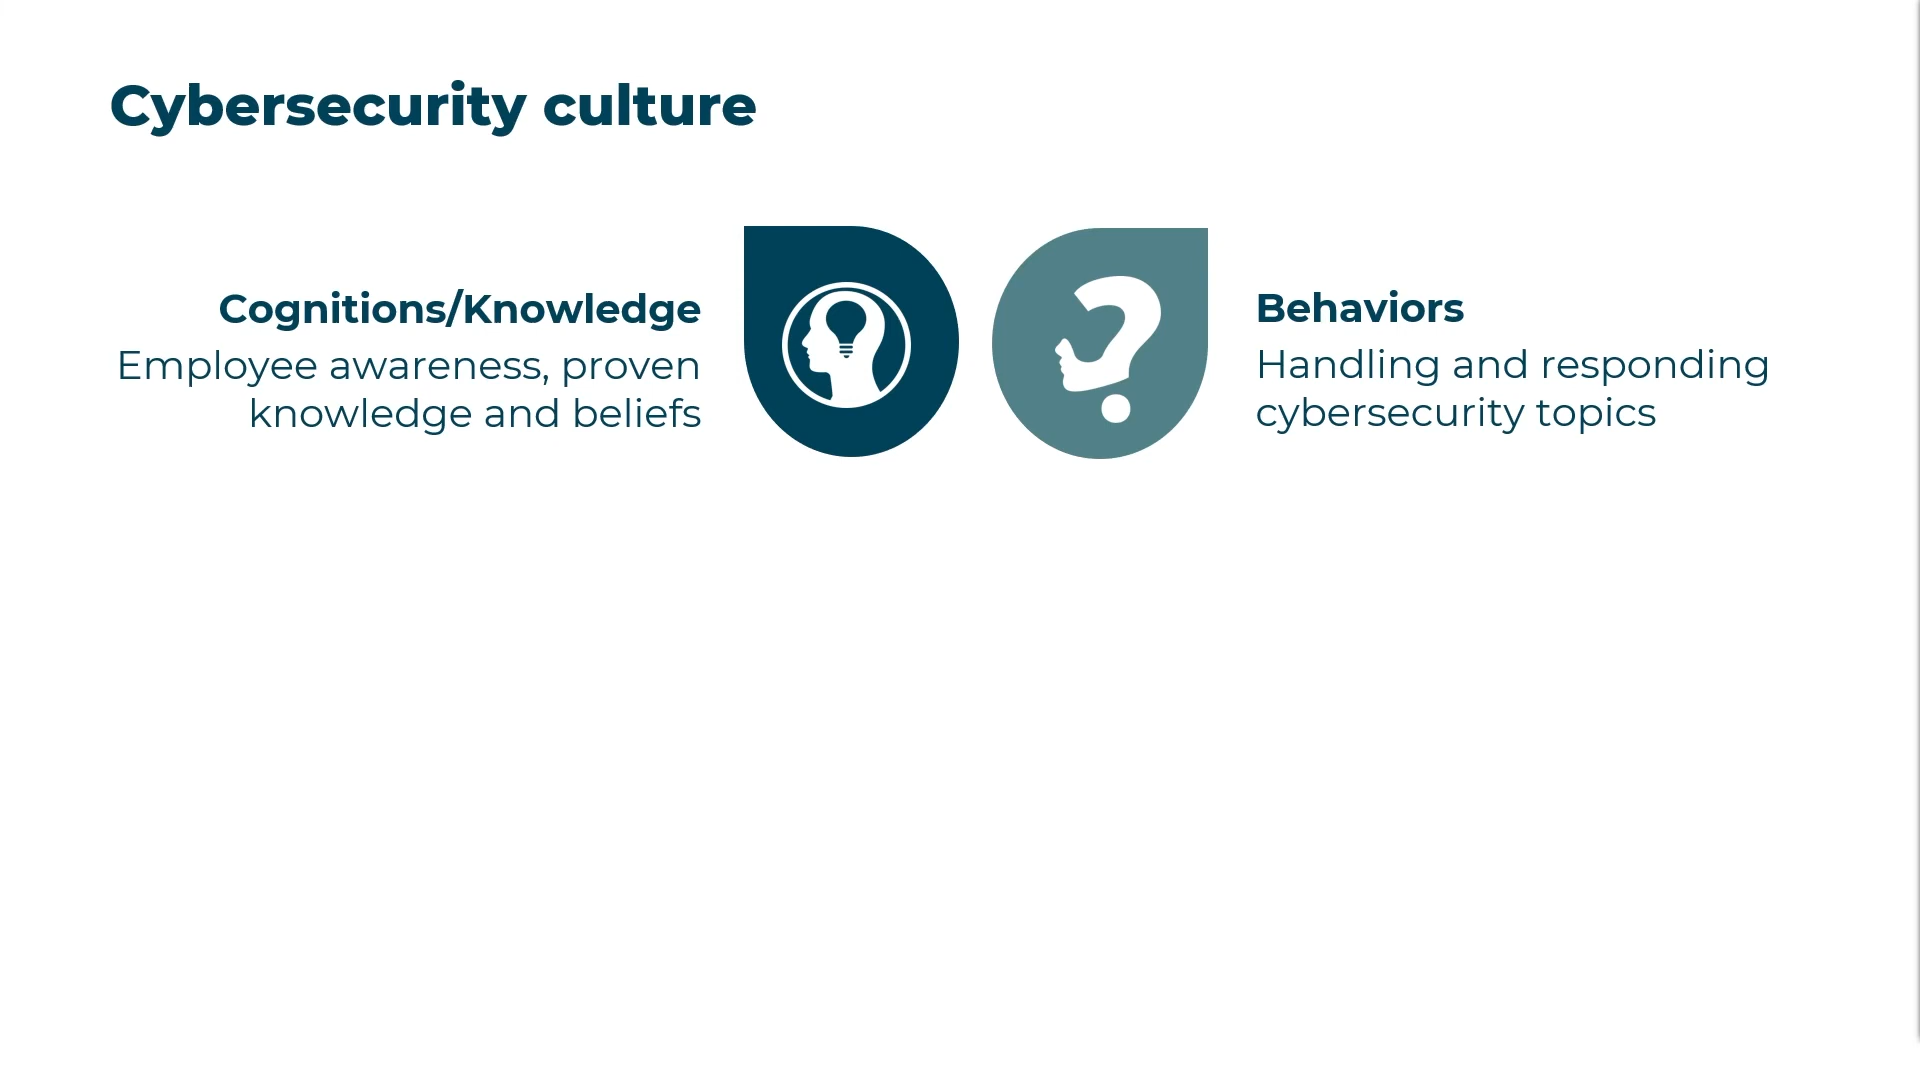 Cybersecurity culture
Cognitions/Knowledge
Employee awareness, proven
knowledge and beliefs
Behaviors
Handling and responding
cybersecurity topics